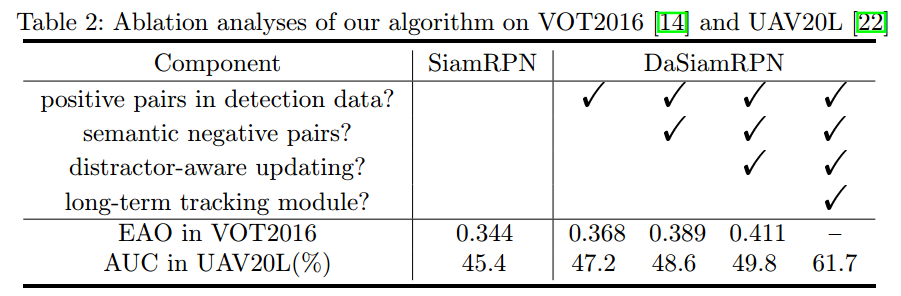 Table 2: Ablation analyses of our algorithm on VOT2016 [14] and UAV20L [22]
Component SiamRPN DaSiamRPN
positive pairs in detection data? ✓ ✓ ✓ ✓
semantic negative pairs? ✓ ✓ ✓
distractor-aware updating? ✓ ✓
long-term tracking module? ✓
EAO in VOT2016 0.344 0.368 0.389 0.411 –
AUC in UAV20L(%) 45.4 47.2 48.6 49.8 61.7